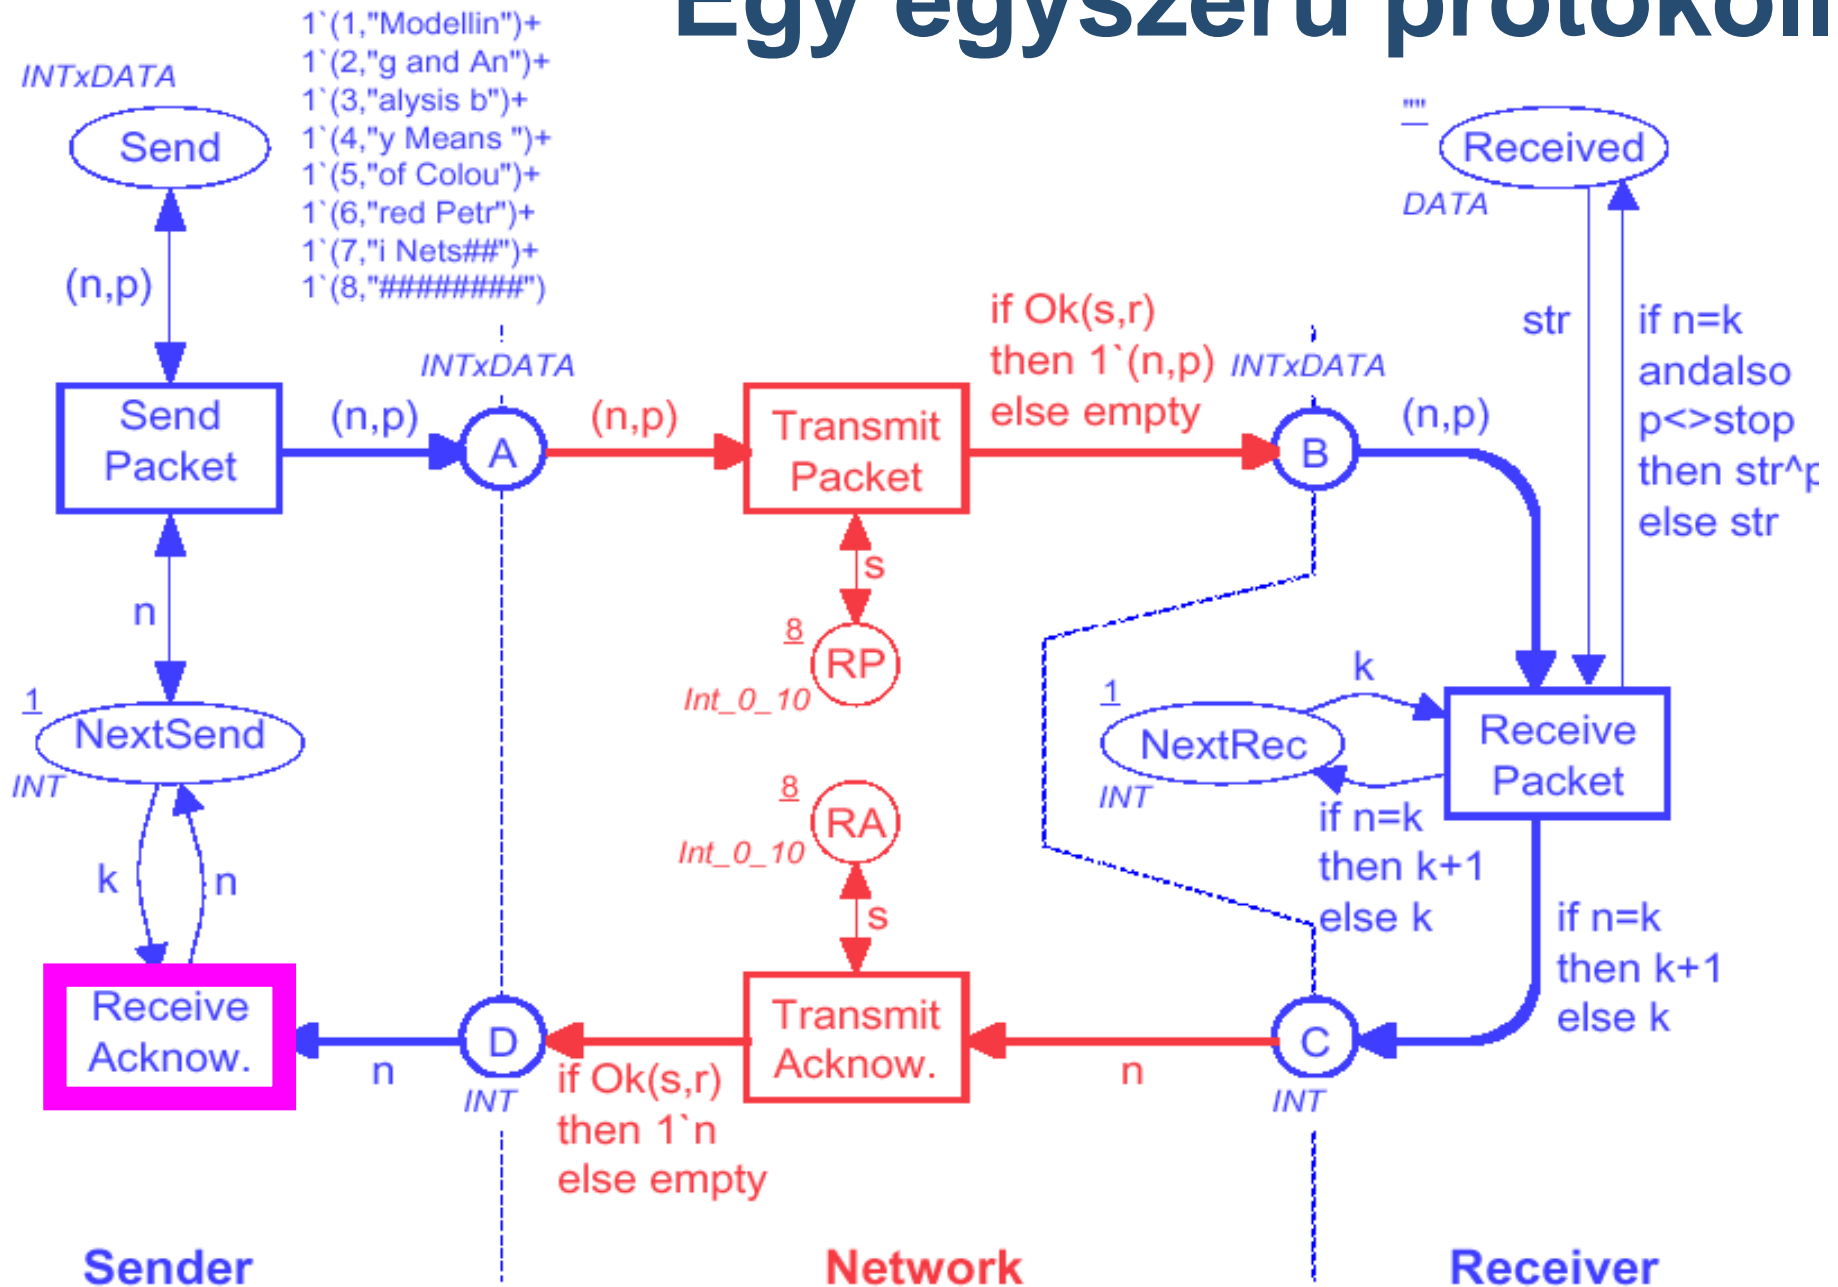 Egy egyszerű protokoll
1`(1,"Modellin")+
1`(2,"g and An")+
1`(3,"alysis b")+
1`(4,"y Means ")+
1`(5,"of Colou")+
1`(6,"red Petr")+
1`(7,"i Nets##")+
1`(8,"########")
INTxDATA
Send
(n,p)
Send
Packet
(n,p)
INTxDATA
A
(n,p)
Transmit
Packet
if Ok(s,r)
then 1`(n,p)
else empty
INTxDATA
B
(n,p)
""
Received
DATA
str
if n=k
andalso
p<>stop
then str^p
else str
n
1
NextSend
INT
k
n
s
8
RP
Int_0_10
8
RA
Int_0_10
s
1
NextRec
INT
k
if n=k
then k+1
else k
Receive
Packet
if n=k
then k+1
else k
Receive
Acknow.
n
D
INT
if Ok(s,r)
then 1`n
else empty
Transmit
Acknow.
n
C
INT
Sender
Network
Receiver